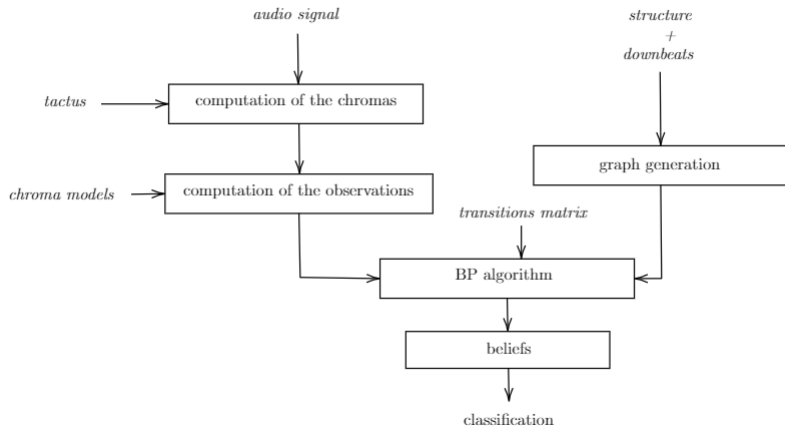 audio signal
structure
+
downbeats
tactus
computation of the chromas
graph generation
chroma models
computation of the observations
transitions matrix
BP algorithm
beliefs
classification